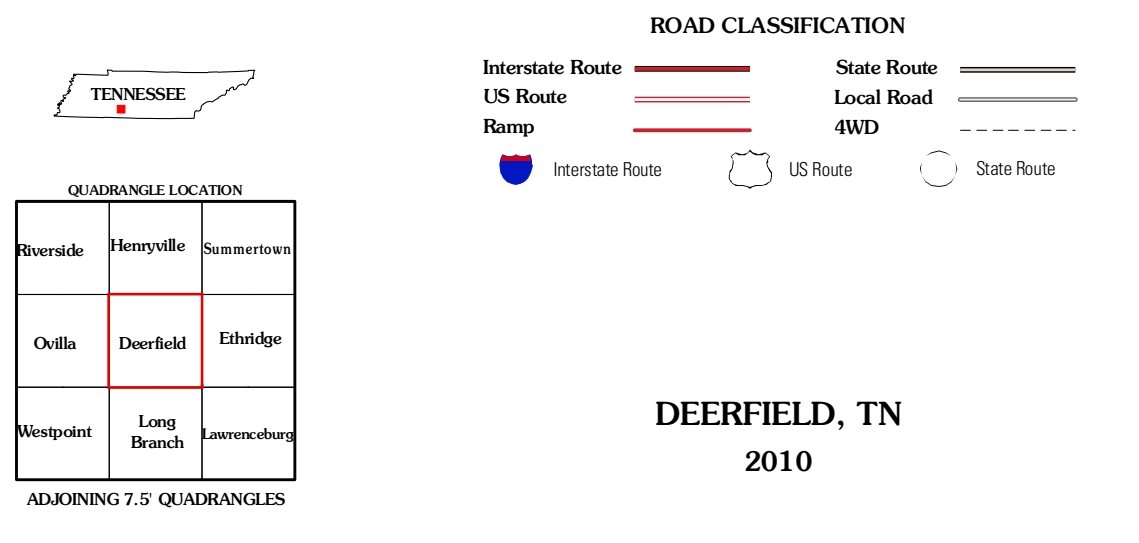 ROAD CLASSIFICATION
Interstate Route
State Route
US Route
Local Road
Ramp
4WD
Interstate Route
US Route
State Route
TENNESSEE
QUADRANGLE LOCATION
Riverside
Henryville
Summertown
Ovilla
Deerfield
Ethridge
Westpoint
Long
Branch
Lawrenceburg
ADJOINING 7.5' QUADRANGLES
DEERFIELD, TN
2010